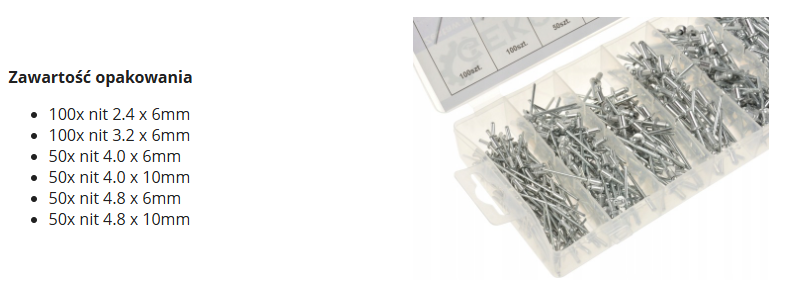 Zawartość opakowania
100x nit 2.4 x 6mm
100x nit 3.2 x 6mm
50x nit 4.0 x 6mm
50x nit 4.0 x 10mm
50x nit 4.8 x 6mm
50x nit 4.8 x 10mm
100szt.
100szt.
50szt.